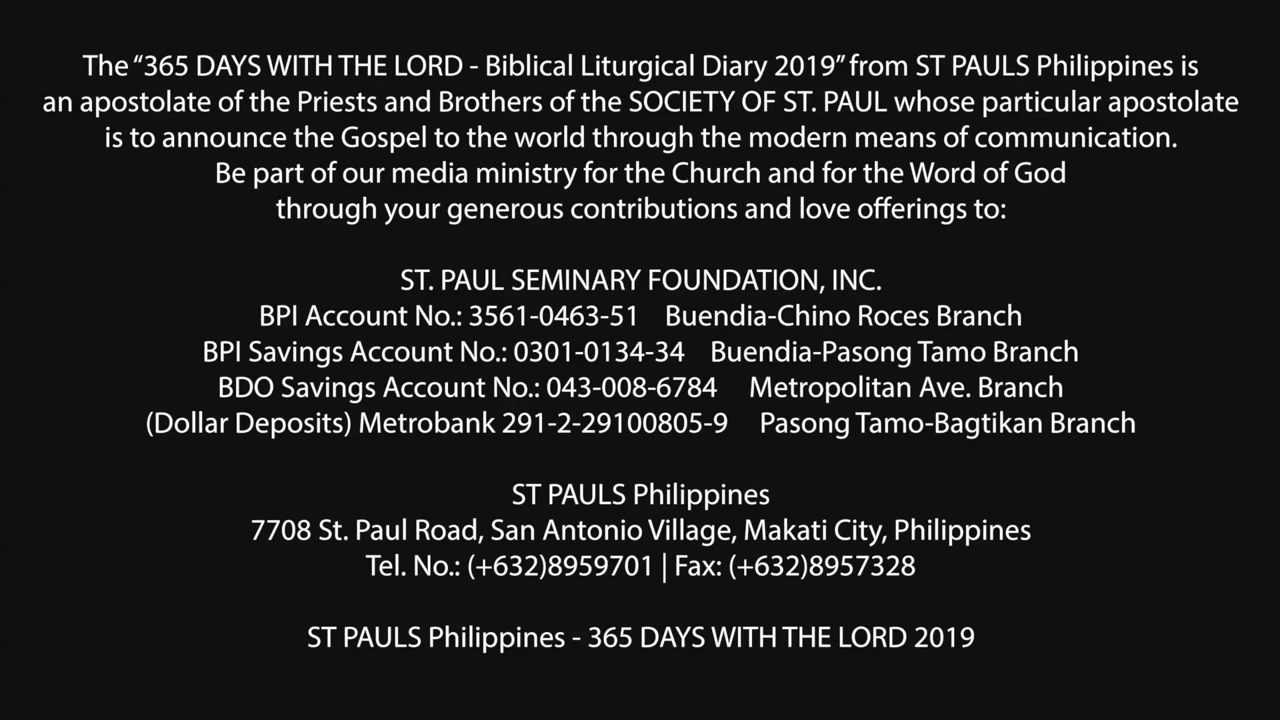 The “365 DAYS WITH THE LORD - Biblical Liturgical Diary 2019” from ST PAULS Philippines is
an apostolate of the Priests and Brothers of the SOCIETY OF ST. PAUL whose particular apostolate
is to announce the Gospel to the world through the modern means of communication.
Be part of our media ministry for the Church and for the Word of God
through your generous contributions and love offerings to:
ST. PAUL SEMINARY FOUNDATION, INC.
BPI Account No.: 3561-0463-51 Buendia-Chino Roces Branch
BPI Savings Account No.: 0301-0134-34 Buendia-Pasong Tamo Branch
BDO Savings Account No.: 043-008-6784 Metropolitan Ave. Branch
(Dollar Deposits) Metrobank 291-2-29100805-9 Pasong Tamo-Bagtikan Branch
ST PAULS Philippines
7708 St. Paul Road, San Antonio Village, Makati City, Philippines
Tel. No.: (+632)8959701 | Fax: (+632)8957328
ST PAULS Philippines - 365 DAYS WITH THE LORD 2019